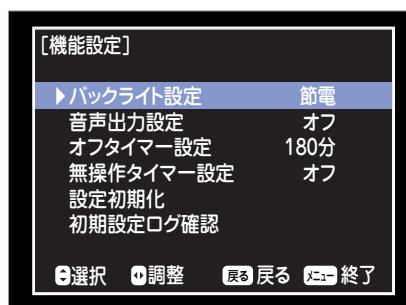 [機能設定]
▶バックライト設定 節電
音声出力設定 オフ
オフタイマー設定 180分
無操作タイマー設定 オフ
設定初期化
初期設定ログ確認
選択 調整 戻る 戻る メニュー 終了